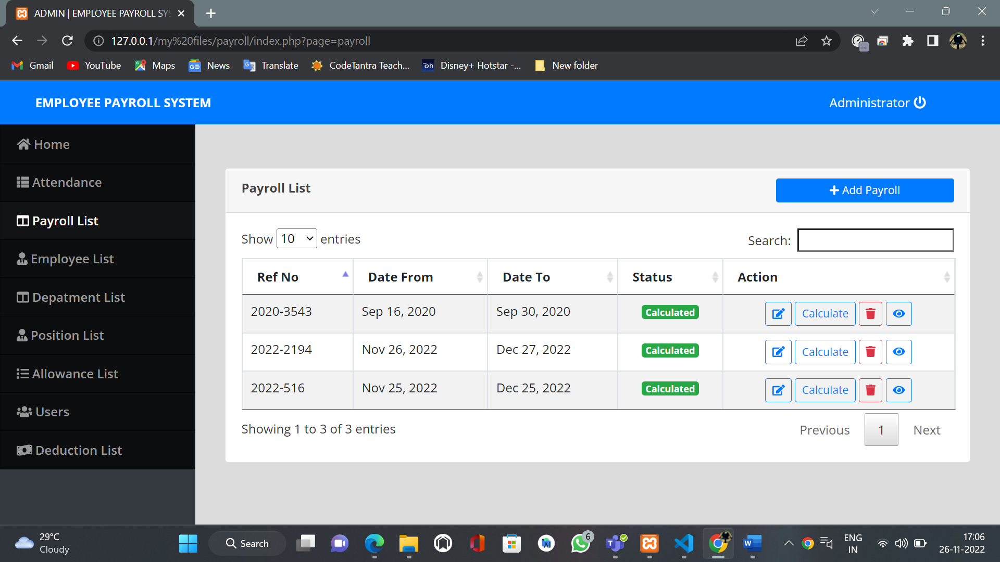 ADMIN | EMPLOYEE PAYROLL SYS
127.0.0.1/my%20files/payroll/index.php?page=payroll
Gmail YouTube Maps News Translate CodeTantra Teach... Disney+ Hotstar -... New folder
EMPLOYEE PAYROLL SYSTEM
Administrator
Home
Attendance
Payroll List
Employee List
Depatment List
Position List
Allowance List
Users
Deduction List
Payroll List
Add Payroll
Show 10 entries
Search:
Ref No Date From Date To Status Action
2020-3543 Sep 16, 2020 Sep 30, 2020 Calculated Calculate
2022-2194 Nov 26, 2022 Dec 27, 2022 Calculated Calculate
2022-516 Nov 25, 2022 Dec 25, 2022 Calculated Calculate
Showing 1 to 3 of 3 entries
Previous 1 Next
29°C
Cloudy
Search
6
ENG
IN
17:06
26-11-2022